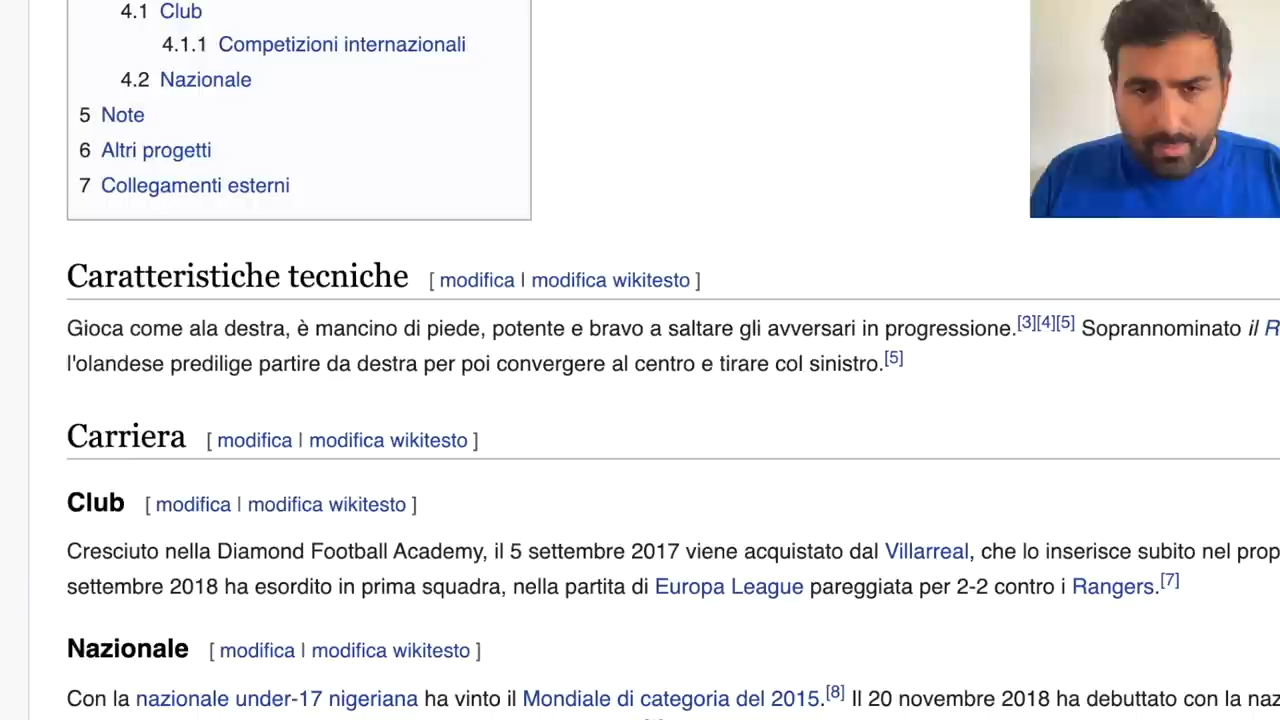 4.1 Club
4.1.1 Competizioni internazionali
4.2 Nazionale
5 Note
6 Altri progetti
7 Collegamenti esterni
Caratteristiche tecniche [ modifica | modifica wikitesto ]
Gioca come ala destra, è mancino di piede, potente e bravo a saltare gli avversari in progressione.[3][4][5] Soprannominato il
l'olandese predilige partire da destra per poi convergere al centro e tirare col sinistro.[5]
Carriera [ modifica | modifica wikitesto ]
Club [ modifica | modifica wikitesto ]
Cresciuto nella Diamond Football Academy, il 5 settembre 2017 viene acquistato dal Villarreal, che lo inserisce subito nel prop
settembre 2018 ha esordito in prima squadra, nella partita di Europa League pareggiata per 2-2 contro i Rangers.[7]
Nazionale [ modifica | modifica wikitesto ]
Con la nazionale under-17 nigeriana ha vinto il Mondiale di categoria del 2015.[8] Il 20 novembre 2018 ha debuttato con la naz